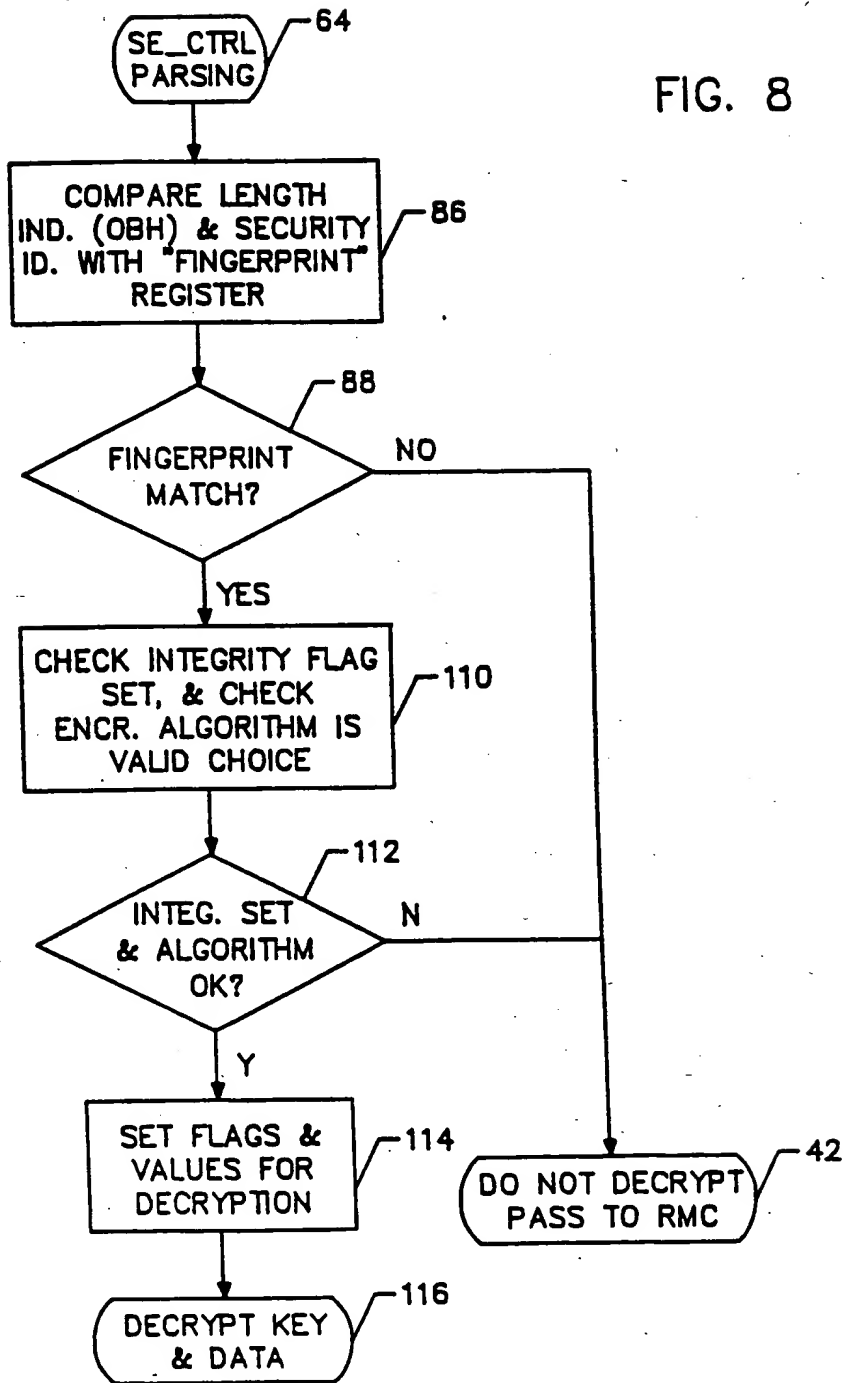 SE_CTRL
PARSING
64
FIG. 8
COMPARE LENGTH
IND. (OBH) & SECURITY
ID. WITH "FINGERPRINT"
REGISTER
86
FINGERPRINT
MATCH?
88
NO
YES
CHECK INTEGRITY FLAG
SET, & CHECK
ENCR. ALGORITHM IS
VALID CHOICE
110
INTEG. SET
& ALGORITHM
OK?
112
N
Y
SET FLAGS &
VALUES FOR
DECRYPTION
114
DO NOT DECRYPT
PASS TO RMC
42
DECRYPT KEY
& DATA
116